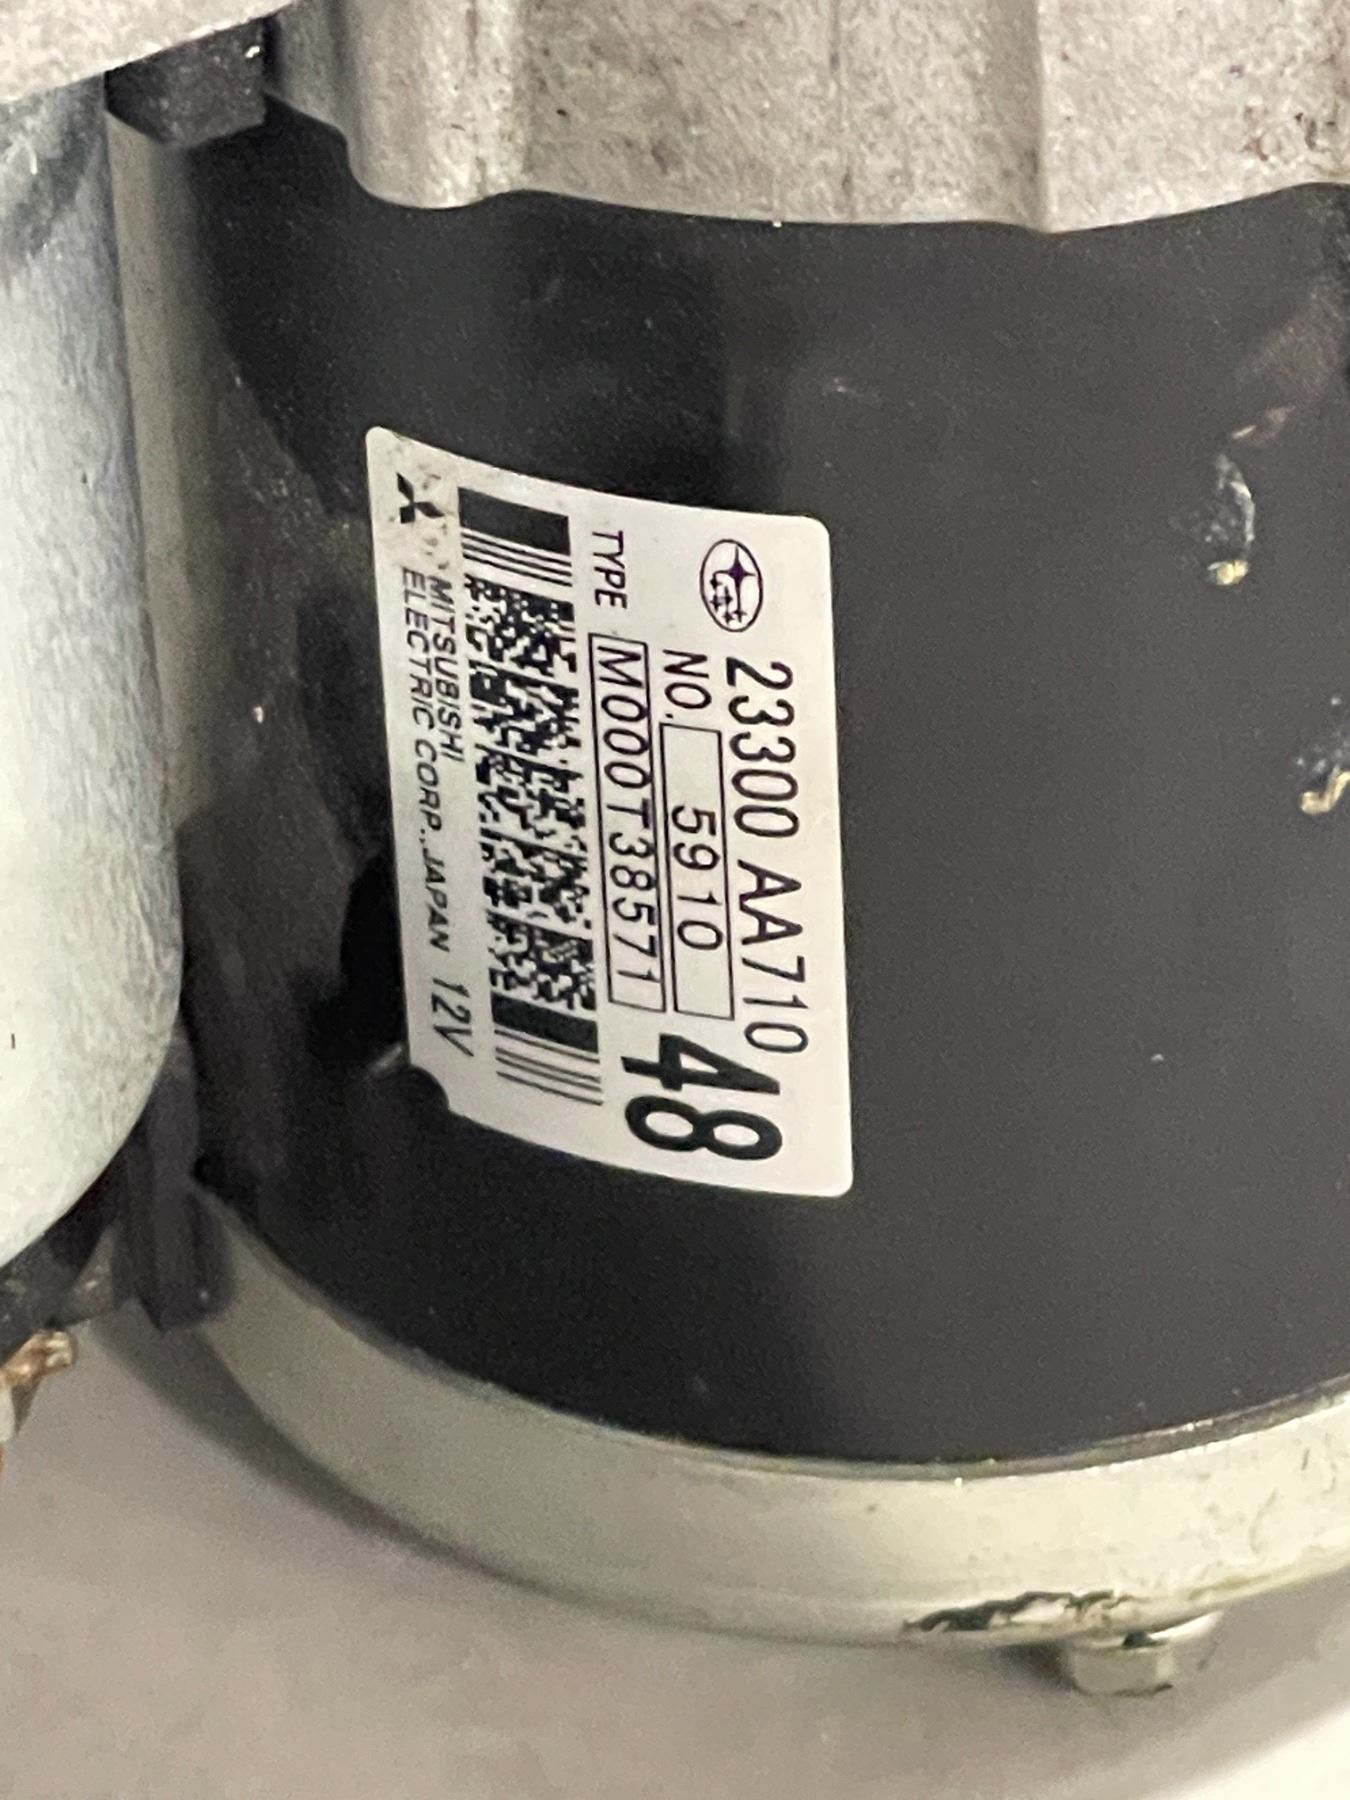 23300 AA710
NO. 5910
48
TYPE M000T38571
MITSUBISHI
ELECTRIC CORP., JAPAN 12V